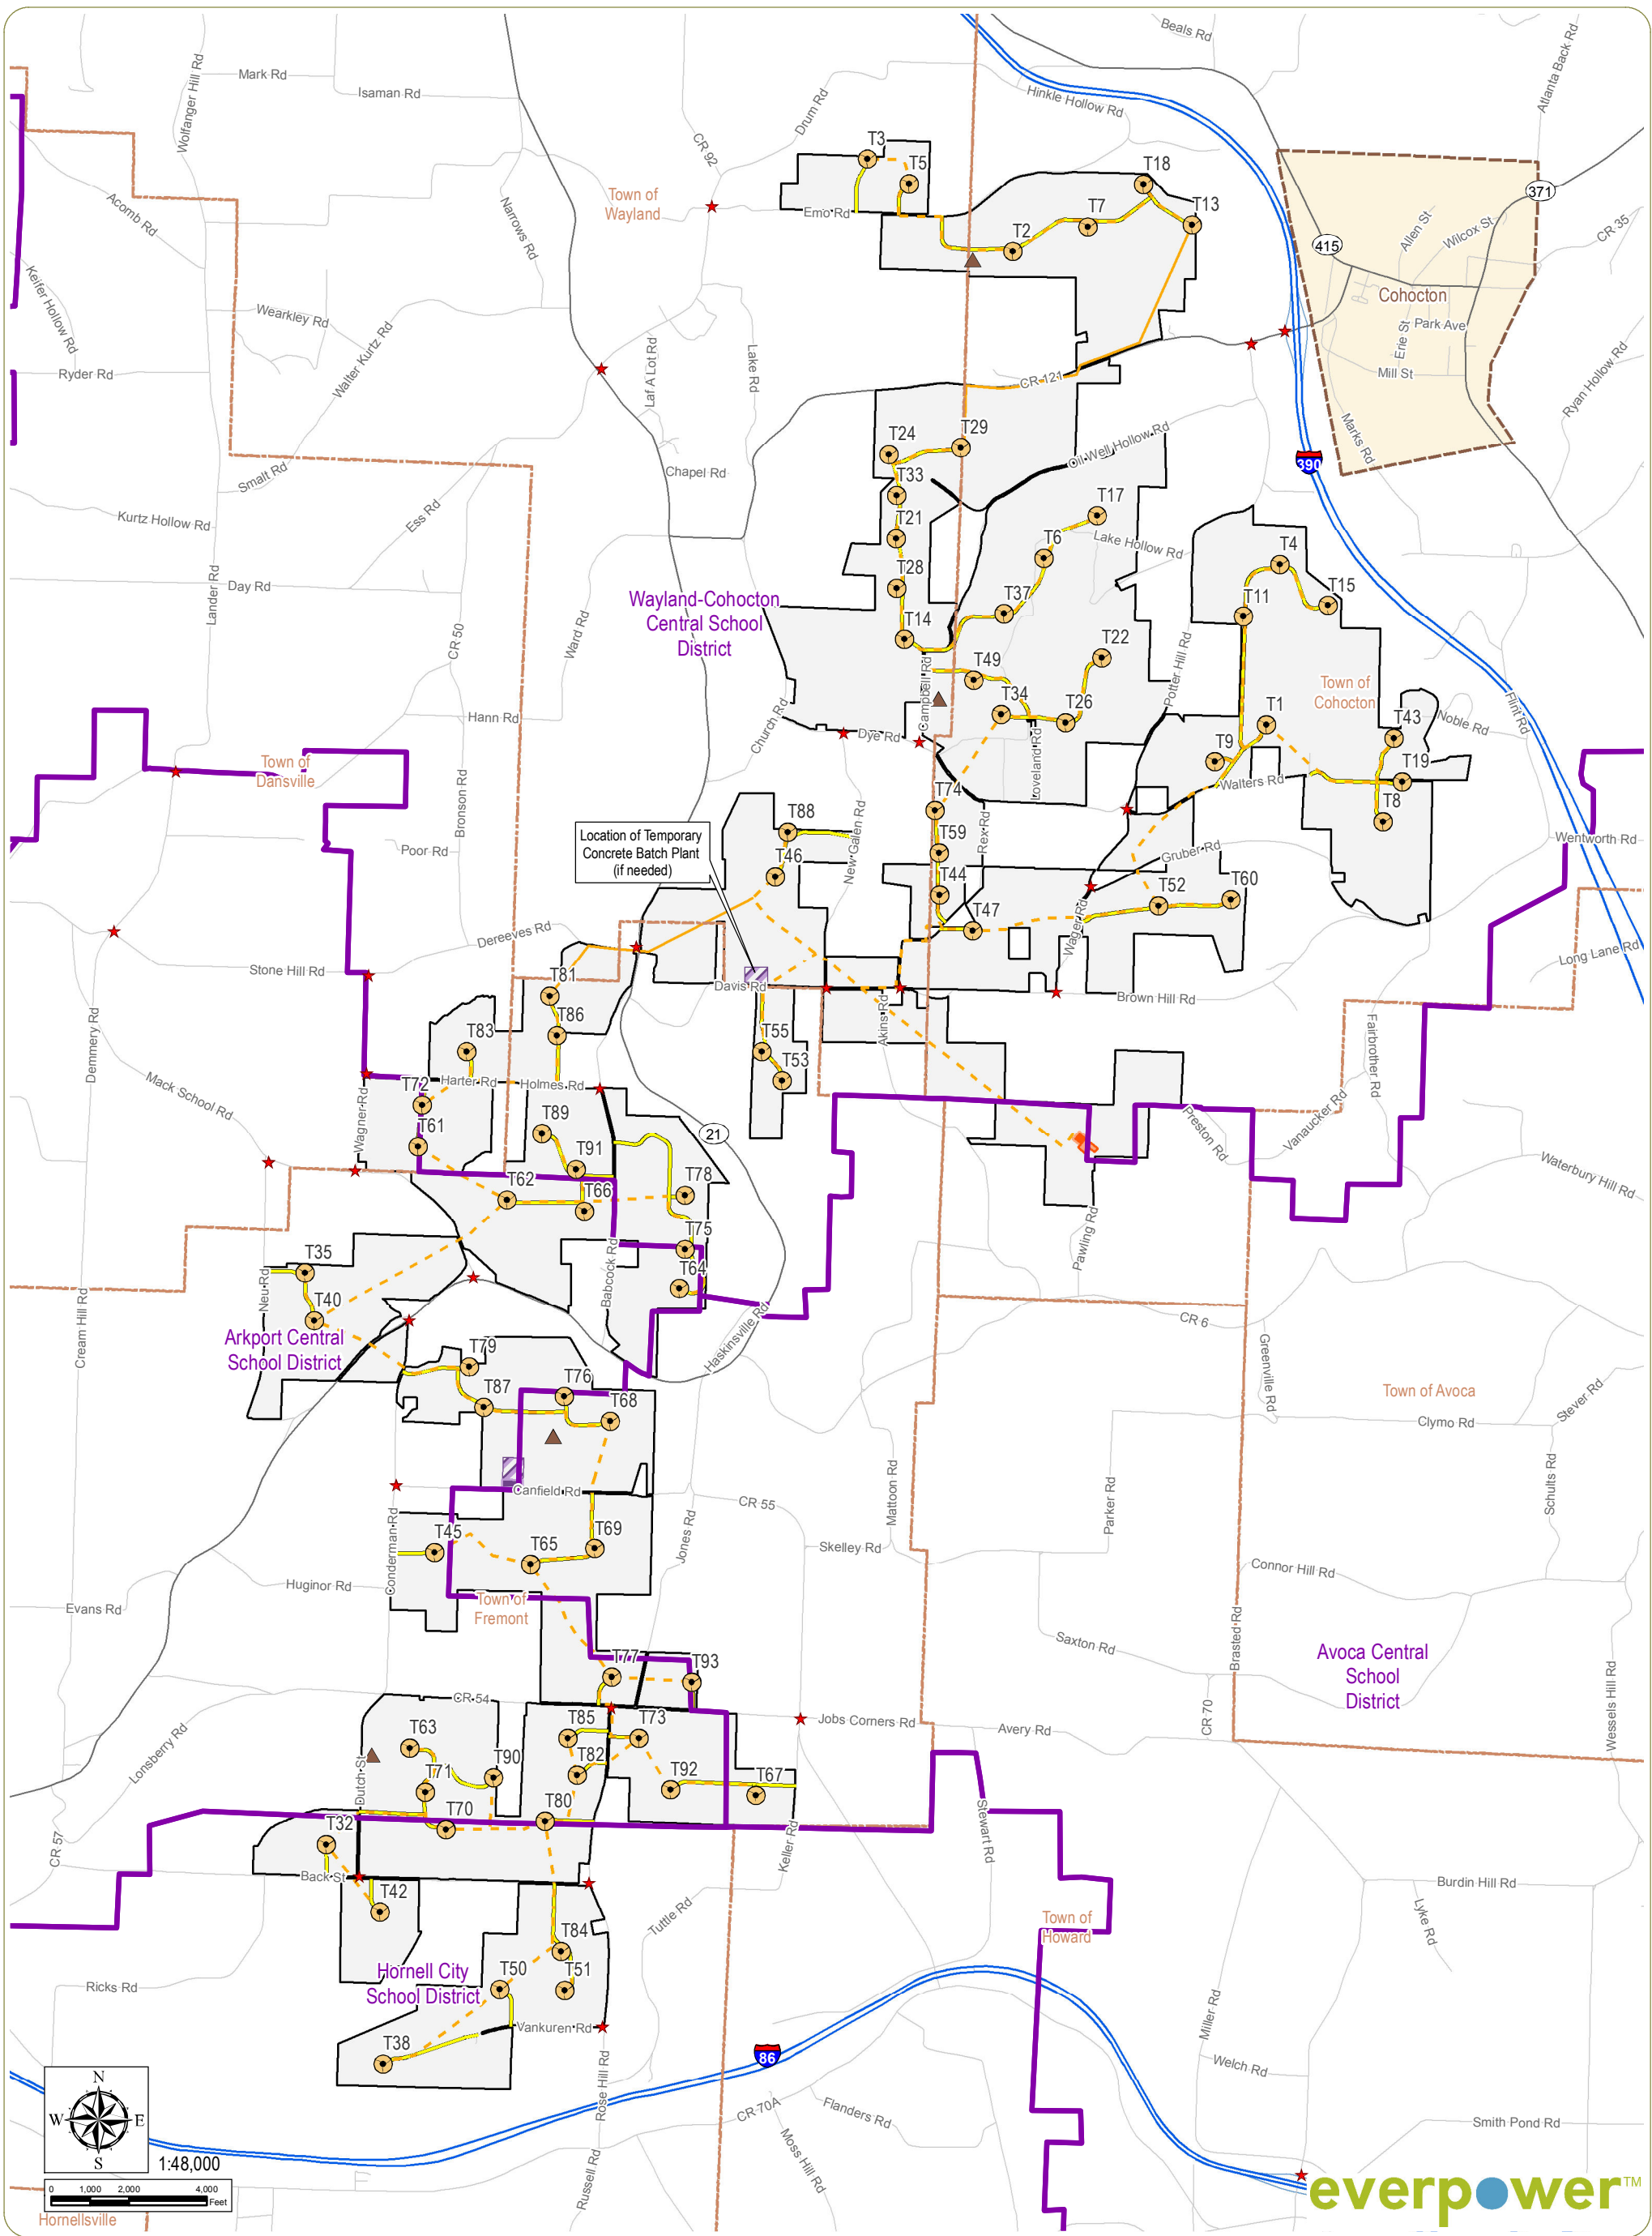 Beals Rd
Mark Rd
Isaman Rd
Wolfanger Hill Rd
Drum Rd
Hinkle Hollow Rd
Atlanta Back Rd
CR 92
T3
T5
T18
T7
T13
T2
371
Town of
Wayland
Emo Rd
Acomb Rd
Narrows Rd
415
Allen St
Wilcox St
CR 35
Keifer Hollow Rd
Cohocton
Wearkley Rd
Walter Kurtz Rd
Erie St
Park Ave
Ryder Rd
Laf A Lot Rd
Lake Rd
CR 121
Mill St
Ryan Hollow Rd
Marks Rd
T24
T29
Oil Well Hollow Rd
390
Smalt Rd
Chapel Rd
T33
Kurtz Hollow Rd
Ess Rd
T21
T17
T6
Lake Hollow Rd
T4
T28
T15
Day Rd
Lander Rd
Wayland-Cohocton
Central School
District
T37
T11
T14
CR 50
Ward Rd
T22
T49
Campbell Rd
Potter Hill Rd
Town of
Cohocton
T34
T26
T1
T43
Noble Rd
Flint Rd
Hann Rd
Church Rd
Dye Rd
Loveland Rd
T9
T19
Town of
Dansville
Walters Rd
T74
T8
Bronson Rd
Location of Temporary
Concrete Batch Plant
(if needed)
T88
New Galen Rd
T59
Rex Rd
Wentworth Rd
Poor Rd
T46
Gruber Rd
T44
T52
T60
T47
Wager Rd
Dereeves Rd
Long Lane Rd
Stone Hill Rd
T81
Davis Rd
Brown Hill Rd
T86
Akins Rd
Demmery Rd
T83
T55
Fairbrother Rd
T53
Mack School Rd
T72
Harter Rd
Holmes Rd
Wagner Rd
T89
T61
21
Preston Rd
Vanaucker Rd
T91
Waterbury Hill Rd
T62
T66
T78
Pawling Rd
T35
T75
Babcock Rd
Neu Rd
T64
T40
Cream Hill Rd
Haskinsville Rd
CR 6
Arkport Central
School District
Greenville Rd
T79
T76
T87
T68
Town of Avoca
Stever Rd
Clymo Rd
Canfield Rd
CR 55
Mattoon Rd
Parker Rd
Schults Rd
T45
T65
T69
Jones Rd
Skelley Rd
Conderman Rd
Connor Hill Rd
Huginor Rd
Evans Rd
Town of
Fremont
Brasted Rd
Saxton Rd
Avoca Central
School
District
T77
T93
Wessels Hill Rd
CR 54
T85
T73
Jobs Corners Rd
Avery Rd
CR 70
T63
Lonsberry Rd
Dutch St
T71
T90
T82
T92
T67
T32
T70
T80
Keller Rd
Stewart Rd
CR 57
Back St
T42
Burdin Hill Rd
Tuttle Rd
Town of
Howard
Lyke Rd
T84
Hornell City
School District
T50
T51
Ricks Rd
Vankuren Rd
T38
Miller Rd
86
Welch Rd
Rose Hill Rd
N
W
E
S
CR 70A
Flanders Rd
Smith Pond Rd
1:48,000
Moss Hill Rd
Russell Rd
0 1,000 2,000 4,000
Feet
Hornellsville
everpower™